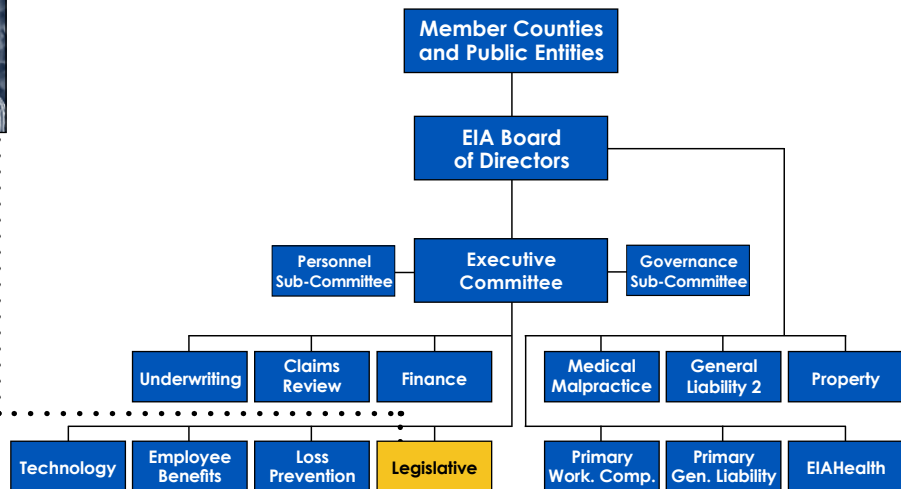 Member Counties
and Public Entities
EIA Board
of Directors
Personnel
Sub-Committee
Executive
Committee
Governance
Sub-Committee
Underwriting
Claims
Review
Finance
Medical
Malpractice
General
Liability 2
Property
Technology
Employee
Benefits
Loss
Prevention
Legislative
Primary
Work. Comp.
Primary
Gen. Liability
EIAHealth